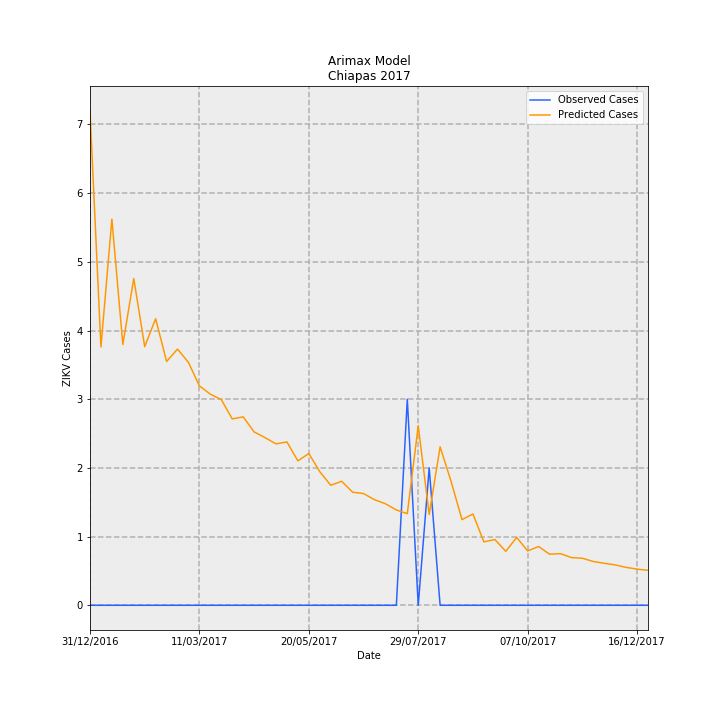 Arimax Model
Chiapas 2017
Observed Cases
Predicted Cases
7
6
5
4
3
2
1
0
ZIKV Cases
31/12/2016
11/03/2017
20/05/2017
29/07/2017
07/10/2017
16/12/2017
Date